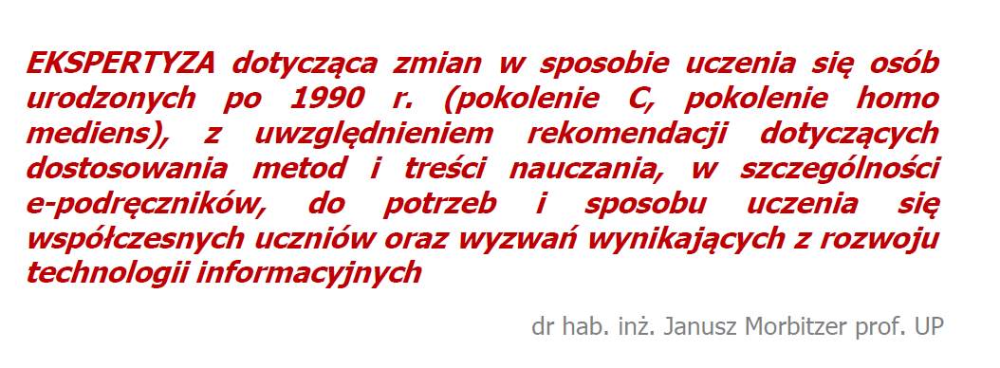 EKSPERTYZA dotycząca zmian w sposobie uczenia się osób
urodzonych po 1990 r. (pokolenie C, pokolenie homo
mediens), z uwzględnieniem rekomendacji dotyczących
dostosowania metod i treści nauczania, w szczególności
e-podręczników, do potrzeb i sposobu uczenia się
współczesnych uczniów oraz wyzwań wynikających z rozwoju
technologii informacyjnych
dr hab. inż. Janusz Morbitzer prof. UP